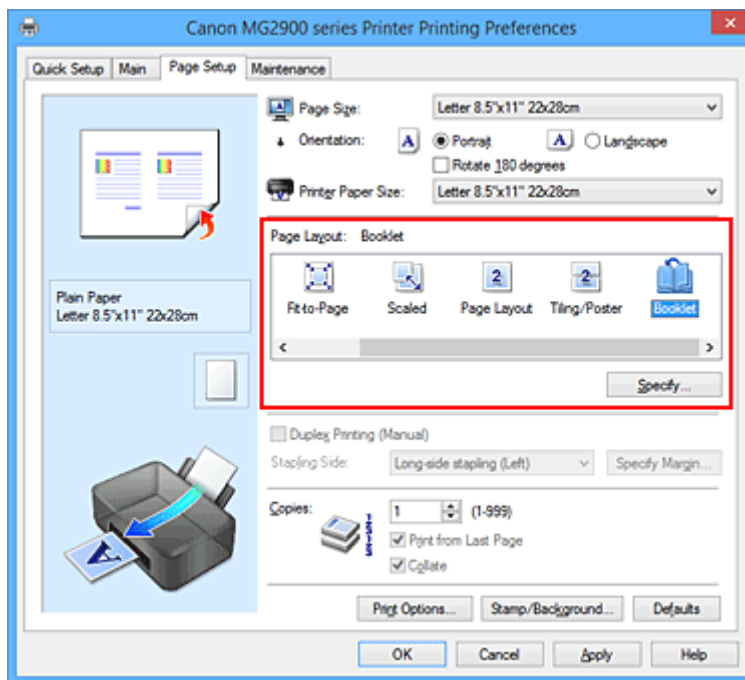 Canon MG2900 series Printer Printing Preferences
Quick Setup Main Page Setup Maintenance
Page Size: Letter 8.5"x11" 22x28cm
Orientation: A Portrait A Landscape
Rotate 180 degrees
Printer Paper Size: Letter 8.5"x11" 22x28cm
Page Layout: Booklet
2 2
Fit-to-Page Scaled Page Layout Tiling/Poster Booklet
Specify...
Plain Paper
Letter 8.5"x11" 22x28cm
Duplex Printing (Manual)
Stapling Side: Long-side stapling (Left) Specify Margin...
Copies: 1 (1-999)
Print from Last Page
Collate
A
Print Options... Stamp/Background... Defaults
OK Cancel Apply Help